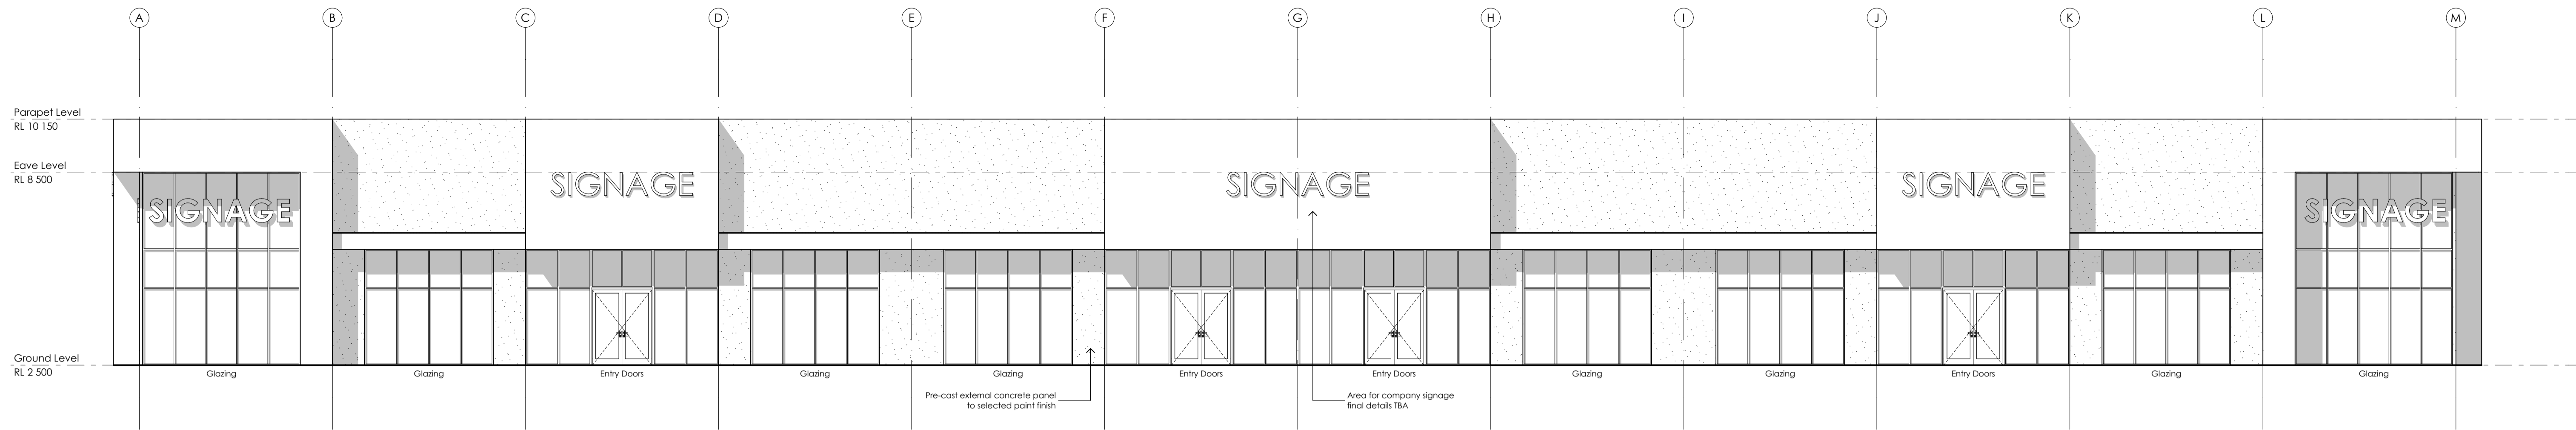 A B C D E F G H I J K L M
Parapet Level
RL 10 150
Eave Level
RL 8 500
SIGNAGE SIGNAGE SIGNAGE SIGNAGE SIGNAGE
Ground Level
RL 2 500
Glazing Glazing Entry Doors Glazing Glazing Entry Doors Entry Doors Glazing Glazing Entry Doors Glazing Glazing
Pre-cast external concrete panel
to selected paint finish
Area for company signage
final details TBA